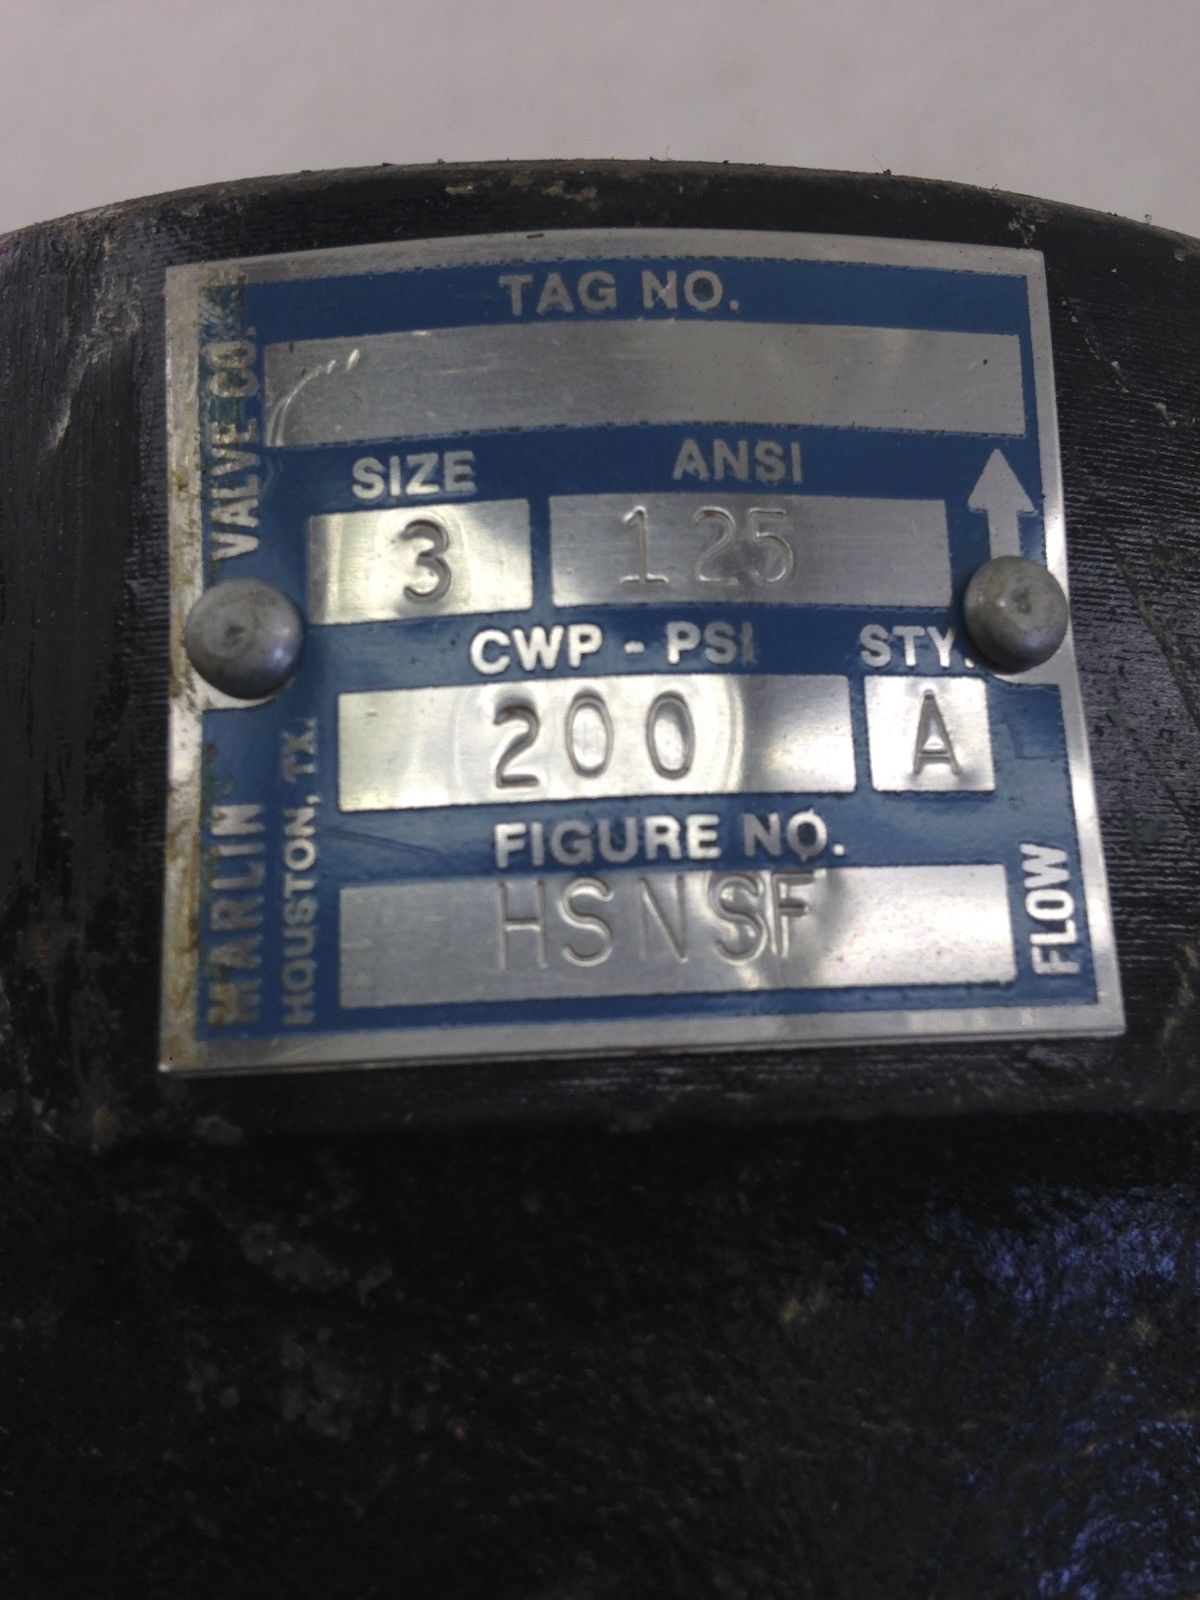 TAG NO.
SIZE ANSI
3 125
CWP - PSI STY.
200 A
FIGURE NO.
HSNSF
MARLIN VALVE CO.
HOUSTON, TX.
FLOW